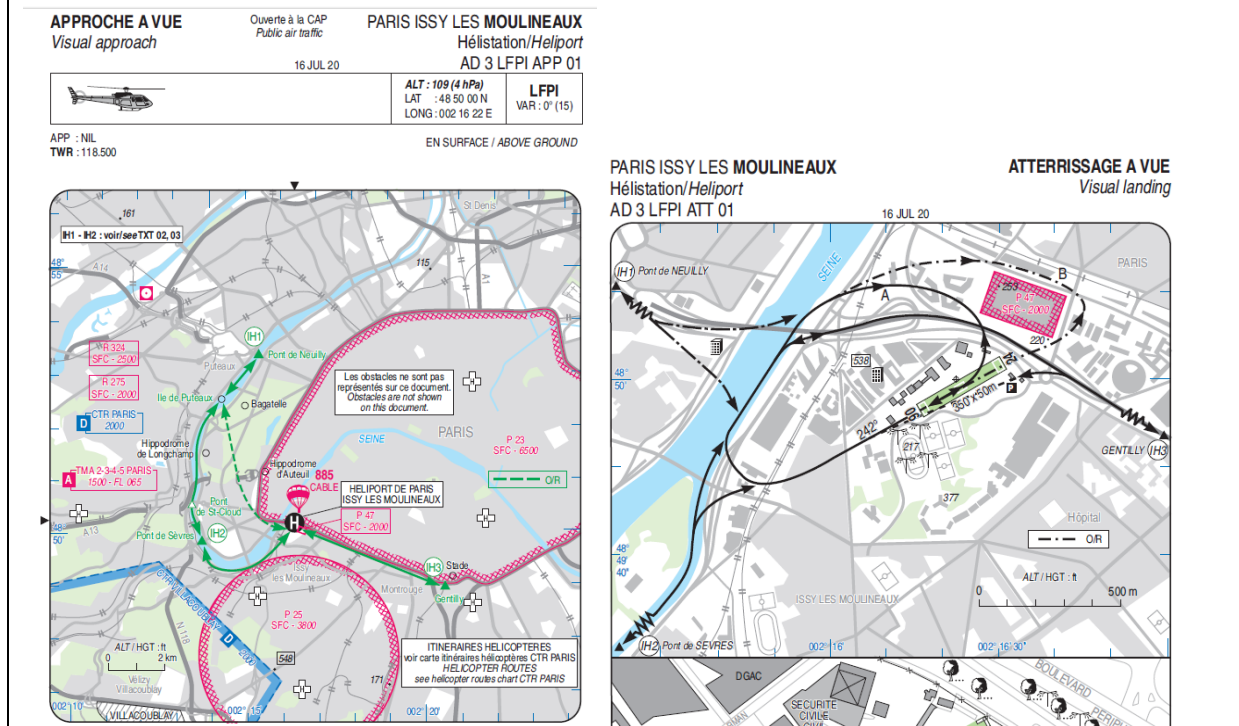 APPROCHE A VUE
Visual approach
Ouverte à la CAP
Public air traffic
16 JUL 20
PARIS ISSY LES MOULINEAUX
Hélistation/Heliport
AD 3 LFPI APP 01
ALT : 109 (4 hPa)
LAT : 48 50 00 N
LONG : 002 16 22 E
LFPI
VAR : 0° (15)
APP : NIL
TWR : 118.500
EN SURFACE / ABOVE GROUND
161
St-Denis
IH1 - IH2 : voir/see TXT 02, 03
115
48°
55'
A14
A1
IH1
Pont de Neuilly
R 324
SFC - 2500
Puteaux
Les obstacles ne sont pas
représentés sur ce document.
Obstacles are not shown
on this document.
R 275
SFC - 2000
Ile de Puteaux
Bagatelle
D
CTR PARIS
2000
SEINE
PARIS
Hippodrome
de Longchamp
P 23
SFC - 6500
A
TMA 2-3-4-5 PARIS
1500 - FL 065
Hippodrome
d'Auteuil
885
CABLE
O/R
HELIPORT DE PARIS
ISSY LES MOULINEAUX
Pont
de St-Cloud
H
P 47
SFC - 2000
A13
48°
50'
Pont de Sèvres
IH2
IH3
Stade
Issy
les Moulineaux
Montrouge
Gentilly
CTR VILLACOUBLAY
D
2000
P 25
SFC - 3800
N118
ALT / HGT : ft
0
2 km
548
171
ITINERAIRES HELICOPTERES
voir carte itinéraires hélicoptères CTR PARIS
HELICOPTER ROUTES
see helicopter routes chart CTR PARIS
Vélizy
Villacoublay
002°10'
VILLACOUBLAY
002° 15'
002° 20'
PARIS ISSY LES MOULINEAUX
Hélistation/Heliport
AD 3 LFPI ATT 01
16 JUL 20
ATTERRISSAGE A VUE
Visual landing
IH1
Pont de NEUILLY
SEINE
PARIS
B
A
253
P 47
SFC - 2000
220
538
48°
50'
P
350*x50m
06
24
242°
217
GENTILLY
IH3
377
Hôpital
O/R
48°
49'
40"
ALT / HGT : ft
0
500 m
ISSY LES MOULINEAUX
IH2
Pont de SEVRES
002° 16'
002° 16' 30"
DGAC
SECURITE
CIVILE
BOULEVARD